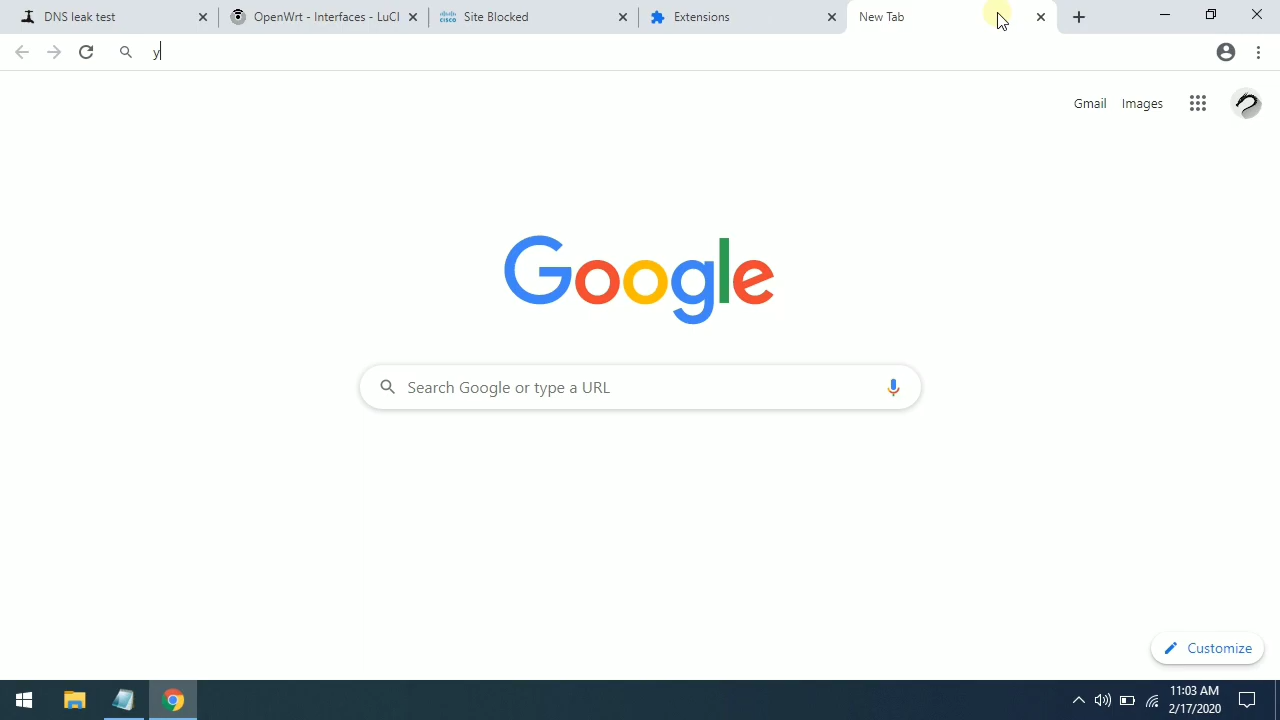 DNS leak test
OpenWrt - Interfaces - LuCI
cisco
Site Blocked
Extensions
New Tab
y
Gmail
Images
Google
Search Google or type a URL
Customize
11:03 AM
2/17/2020